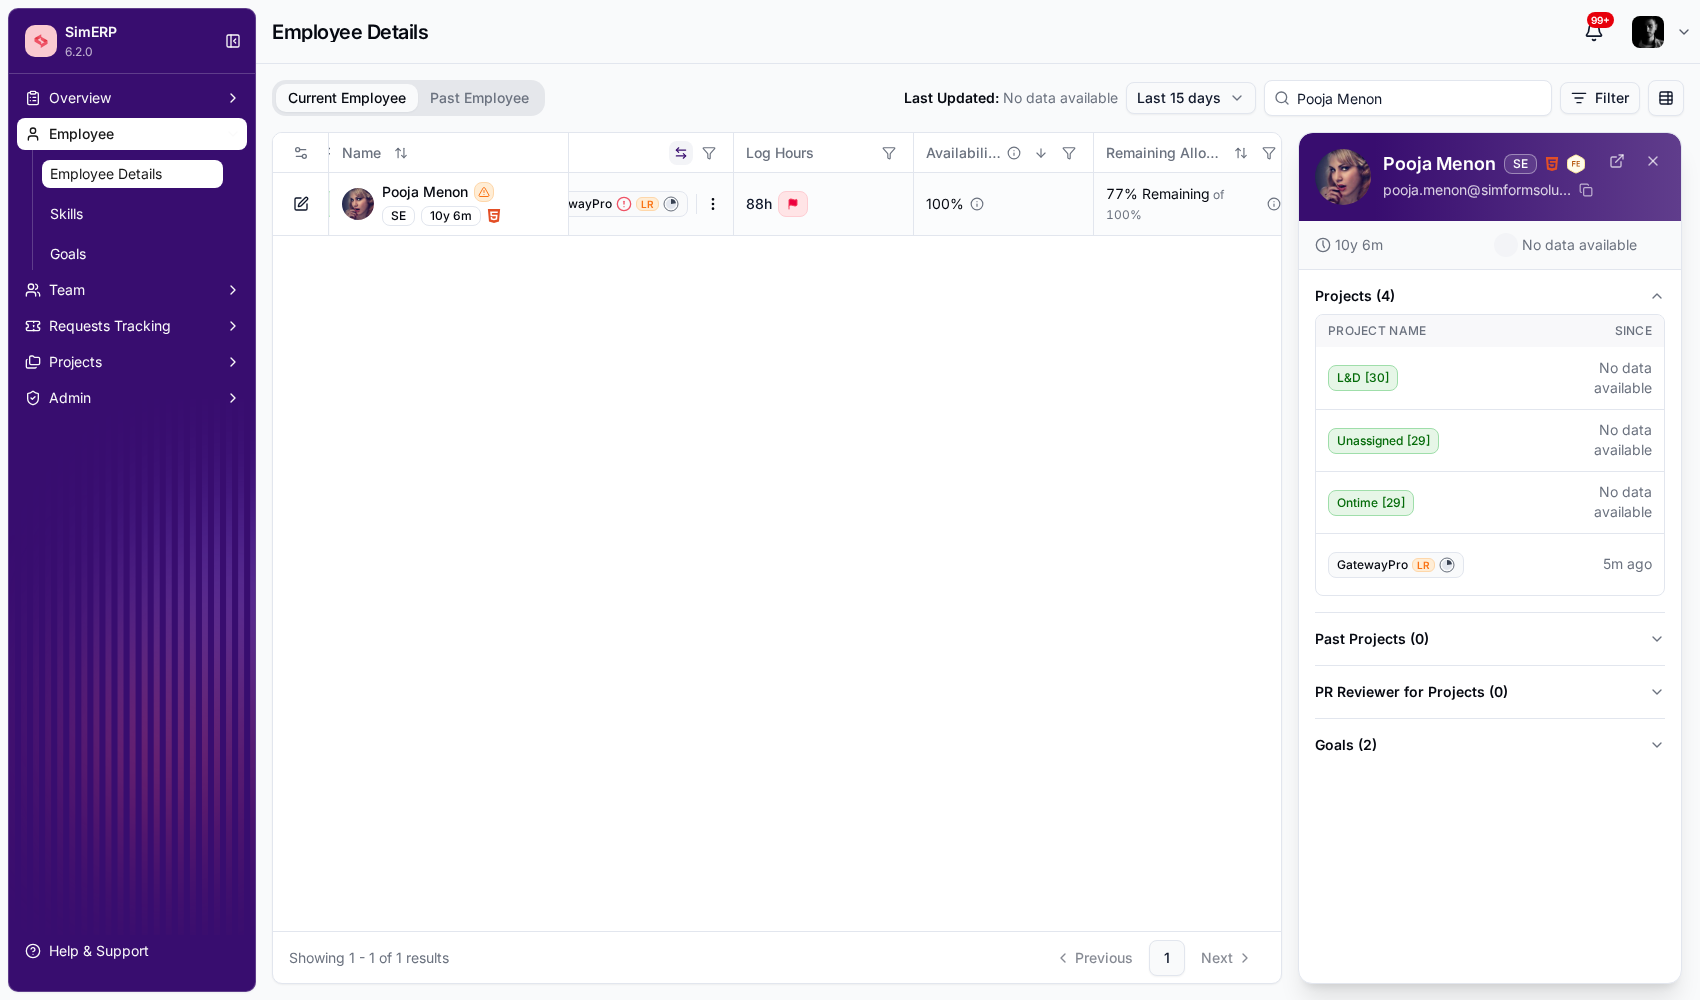 SimERP
6.2.0
Overview
Employee
Employee Details
Skills
Goals
Team
Requests Tracking
Projects
Admin
Help & Support
Employee Details
99+
Current Employee
Past Employee
Last Updated: No data available
Last 15 days
Pooja Menon
Filter
Name
Log Hours
Availabili...
Remaining Allo...
Pooja Menon
SE
10y 6m
wayPro
LR
88h
100%
77% Remaining of
100%
Showing 1 - 1 of 1 results
Previous
1
Next
Pooja Menon
SE
FE
pooja.menon@simformsolu...
10y 6m
No data available
Projects (4)
PROJECT NAME
SINCE
L&D [30]
No data
available
Unassigned [29]
No data
available
Ontime [29]
No data
available
GatewayPro
LR
5m ago
Past Projects (0)
PR Reviewer for Projects (0)
Goals (2)